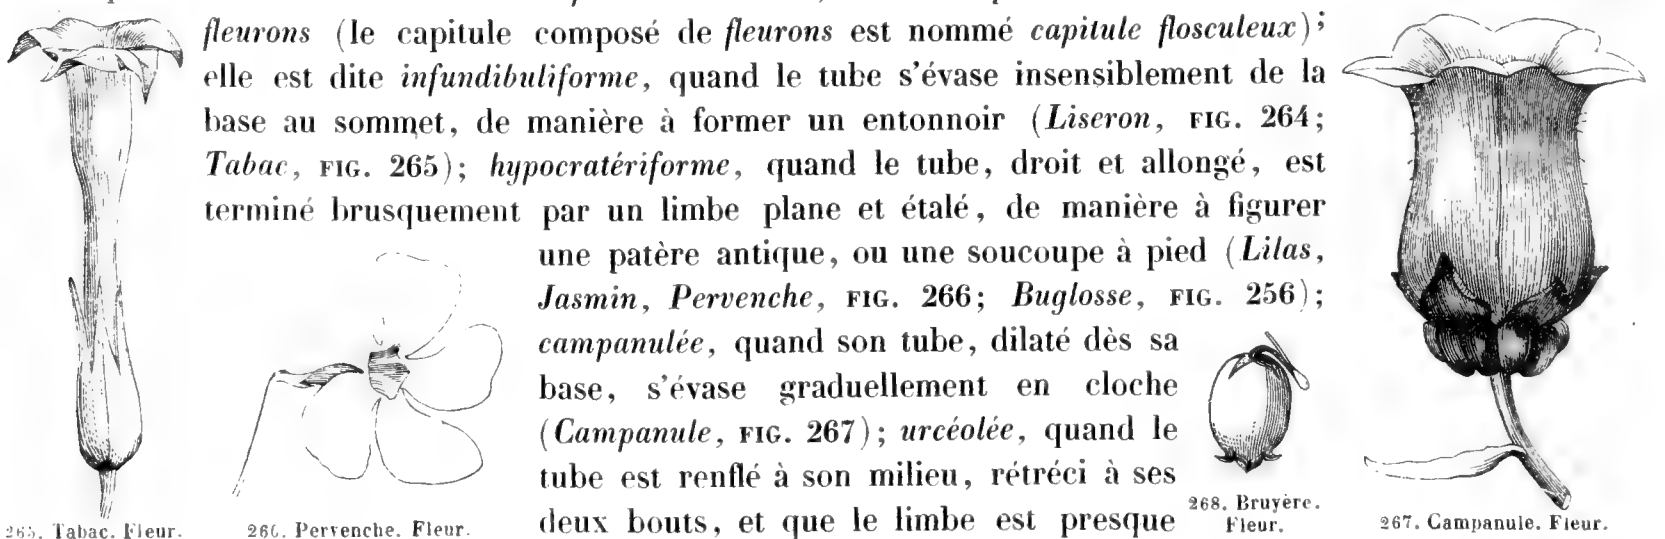 fleurons (le capitule composé de fleurons est nommé capitule flosculeux);
elle est dite infundibuliforme, quand le tube s'évase insensiblement de la
base au sommet, de manière à former un entonnoir (Liseron, FIG. 264;
Tabac, FIG. 265); hypocratériforme, quand le tube, droit et allongé, est
terminé brusquement par un limbe plane et étalé, de manière à figurer
une patère antique, ou une soucoupe à pied (Lilas,
Jasmin, Pervenche, FIG. 266; Buglosse, FIG. 256);
campanulée, quand son tube, dilaté dès sa
base, s'évase graduellement en cloche
(Campanule, FIG. 267); urcéolée, quand le
tube est renflé à son milieu, rétréci à ses
deux bouts, et que le limbe est presque
265. Tabac. Fleur.
266. Pervenche. Fleur.
268. Bruyère.
Fleur.
267. Campanule. Fleur.